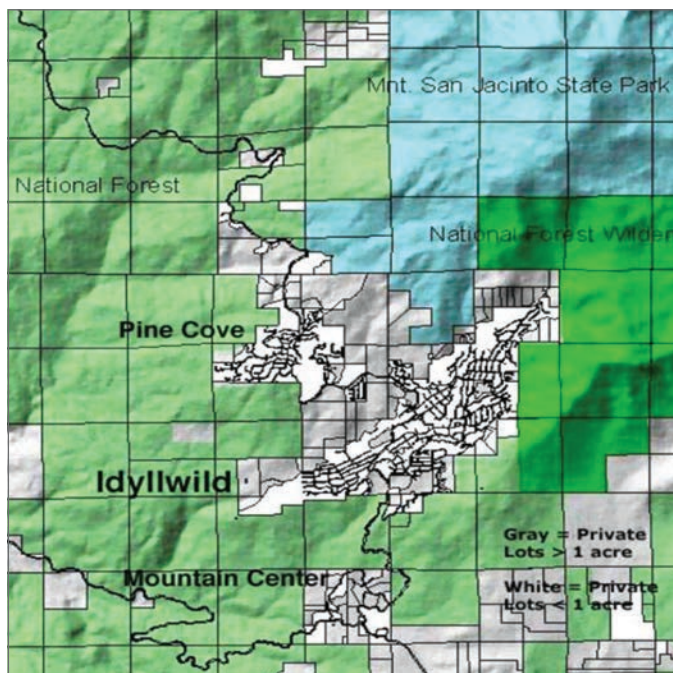 Mnt. San Jacinto State Park
National Forest
National Forest Wilder
Pine Cove
Idyllwild
Gray = Private
Lots > 1 acre
Mountain Center
White = Private
Lots < 1 acre